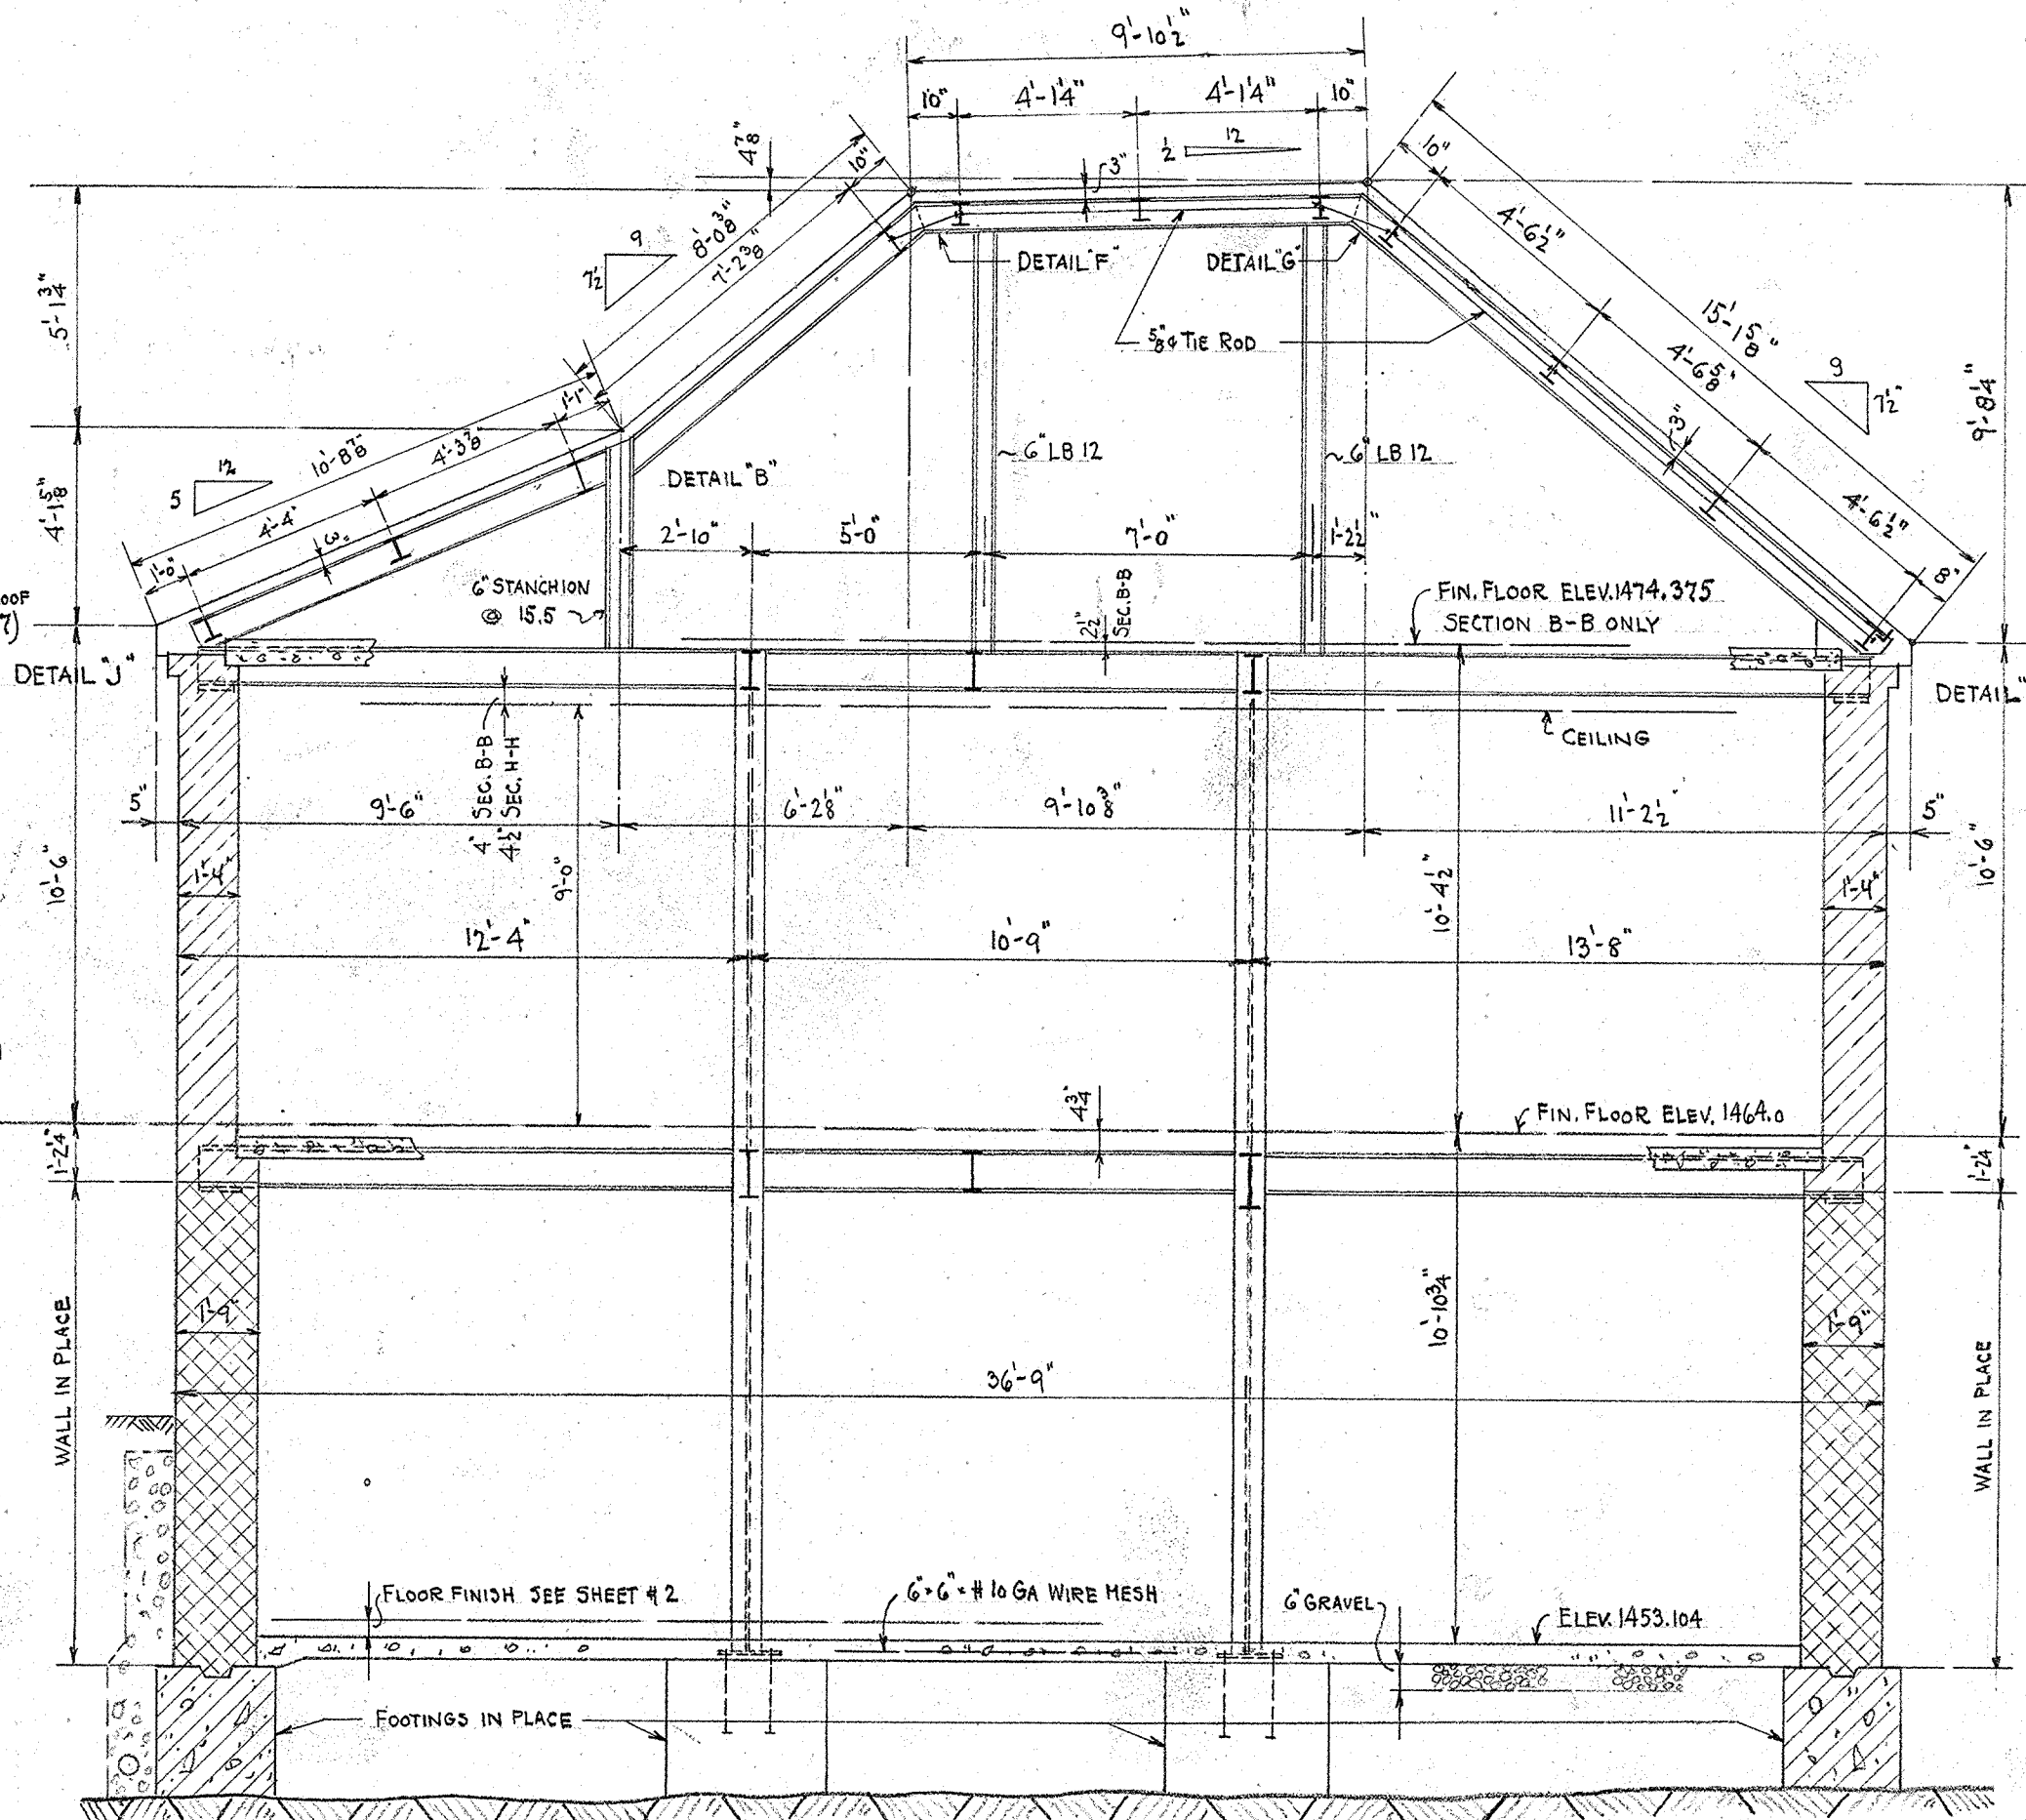 9'-10½"
10"
4'-1¼"
4'-1¼"
10"
4⅞"
3"
½
12
10"
8'-0⅜"
7'-2⅜"
9
7½
10"
4'-6½"
15'-1⅝"
4'-6⅝"
9
7½"
3"
4'-6½"
8"
9'-8¼"
5'-1¾"
4'-1⅝"
DETAIL "F"
DETAIL "G"
⅝"φ TIE ROD
1'-1"
10'-8⅞"
4'-3⅞"
12
5
4'-4"
3"
1'-0"
DETAIL "B"
6" LB 12
6" LB 12
2'-10"
5'-0"
7'-0"
1'-2½"
6" STANCHION
@ 15.5
2½"
SEC. B-B
FIN. FLOOR ELEV. 1474.375
SECTION B-B ONLY
OOF
7)
DETAIL "J"
DETAIL "
CEILING
4" SEC. B-B
4½" SEC. H-H
5"
9'-6"
6'-2⅛"
9'-10⅜"
11'-2½"
5"
10'-6"
1'-4"
9'-0"
10'-4½"
1'-4"
10'-6"
12'-4"
10'-9"
13'-8"
4¾"
FIN. FLOOR ELEV. 1464.0
1'-2¼"
1'-2¼"
WALL IN PLACE
1'-9"
36'-9"
10'-10¾"
1'-9"
WALL IN PLACE
FLOOR FINISH SEE SHEET # 2
6" x 6" x # 10 GA WIRE MESH
6" GRAVEL
ELEV. 1453.104
FOOTINGS IN PLACE